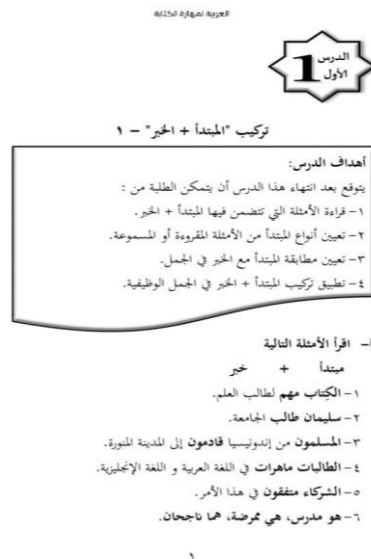 العربية لمهارة الكتابة
الدرس
1
الأول
تركيب "المبتدأ + الخبر" – ١
أهداف الدرس:
يتوقع بعد انتهاء هذا الدرس أن يتمكن الطلبة من :
١- قراءة الأمثلة التي تتضمن فيها المبتدأ + الخبر.
٢- تعيين أنواع المبتدأ من الأمثلة المقروءة أو المسموعة.
٣- تعيين مطابقة المبتدأ مع الخبر في الجمل.
٤- تطبيق تركيب المبتدأ + الخبر في الجمل الوظيفية.
أ- اقرأ الأمثلة التالية
مبتدأ + خبر
١- الكِتاب مهم لطالب العلم.
٢- سليمان طالب الجامعة.
٣- المسلمون من إندونيسيا قادمون إلى المدينة المنورة.
٤- الطالبات ماهرات في اللغة العربية و اللغة الإنجليزية.
٥- الشركاء متفقون في هذا الأمر.
٦- هو مدرس، هي ممرضة، هما ناجحان.
١